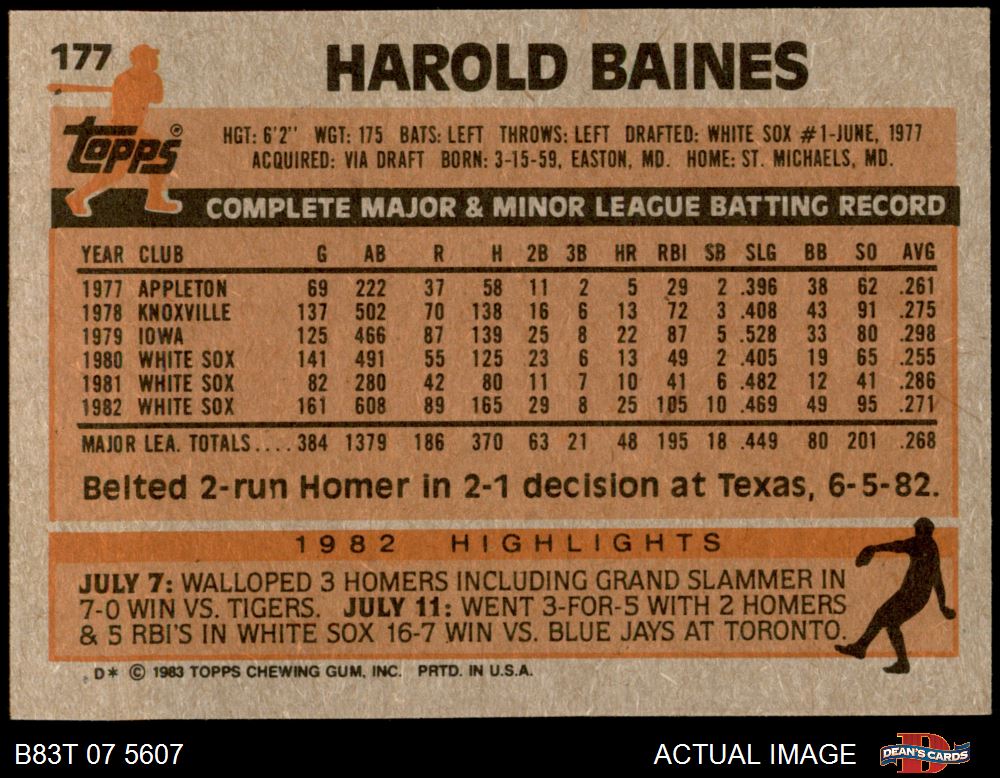 177
HAROLD BAINES
Topps®
HGT: 6'2" WGT: 175 BATS: LEFT THROWS: LEFT DRAFTED: WHITE SOX #1-JUNE, 1977
ACQUIRED: VIA DRAFT BORN: 3-15-59, EASTON, MD. HOME: ST. MICHAELS, MD.
COMPLETE MAJOR & MINOR LEAGUE BATTING RECORD
YEAR CLUB G AB R H 2B 3B HR RBI SB SLG BB SO AVG
1977 APPLETON 69 222 37 58 11 2 5 29 2 .396 38 62 .261
1978 KNOXVILLE 137 502 70 138 16 6 13 72 3 .408 43 91 .275
1979 IOWA 125 466 87 139 25 8 22 87 5 .528 33 80 .298
1980 WHITE SOX 141 491 55 125 23 6 13 49 2 .405 19 65 .255
1981 WHITE SOX 82 280 42 80 11 7 10 41 6 .482 12 41 .286
1982 WHITE SOX 161 608 89 165 29 8 25 105 10 .469 49 95 .271
MAJOR LEA. TOTALS.... 384 1379 186 370 63 21 48 195 18 .449 80 201 .268
Belted 2-run Homer in 2-1 decision at Texas, 6-5-82.
1982 HIGHLIGHTS
JULY 7: WALLOPED 3 HOMERS INCLUDING GRAND SLAMMER IN
7-0 WIN VS. TIGERS. JULY 11: WENT 3-FOR-5 WITH 2 HOMERS
& 5 RBI'S IN WHITE SOX 16-7 WIN VS. BLUE JAYS AT TORONTO.
D* © 1983 TOPPS CHEWING GUM, INC. PRTD. IN U.S.A.
B83T 07 5607
ACTUAL IMAGE
DEAN'S CARDS